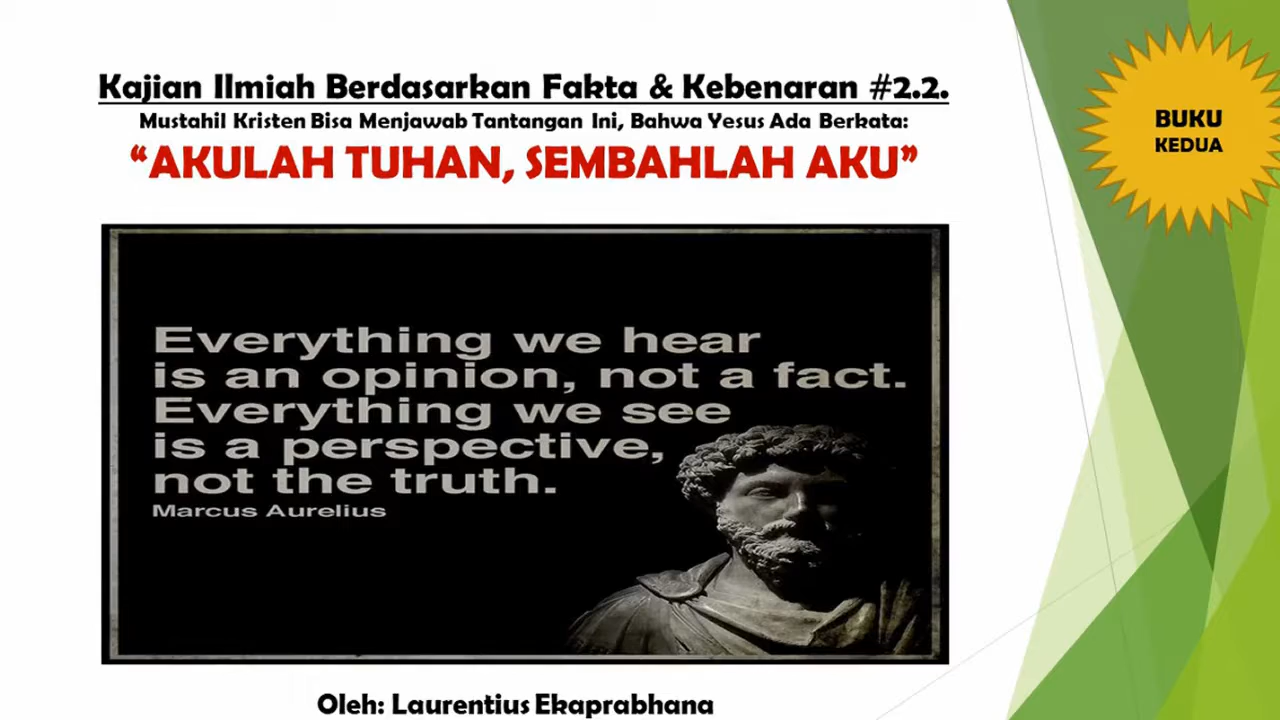 Kajian Ilmiah Berdasarkan Fakta & Kebenaran #2.2.
Mustahil Kristen Bisa Menjawab Tantangan Ini, Bahwa Yesus Ada Berkata:
“AKULAH TUHAN, SEMBAHLAH AKU”
BUKU
KEDUA
Everything we hear
is an opinion, not a fact.
Everything we see
is a perspective,
not the truth.
Marcus Aurelius
Oleh: Laurentius Ekaprabhana